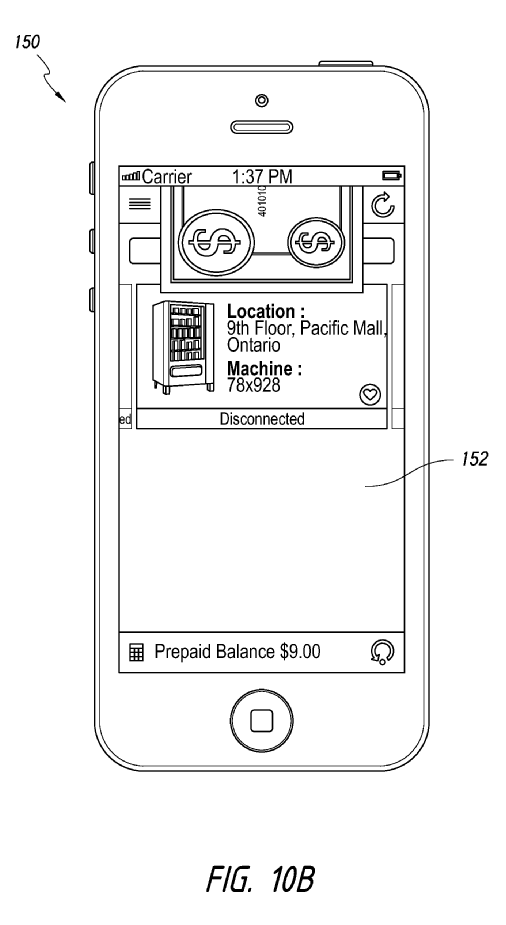 150
Carrier 1:37 PM
401010
$ $
Location :
9th Floor, Pacific Mall,
Ontario
Machine :
78x928
ed
Disconnected
152
Prepaid Balance $9.00
FIG. 10B